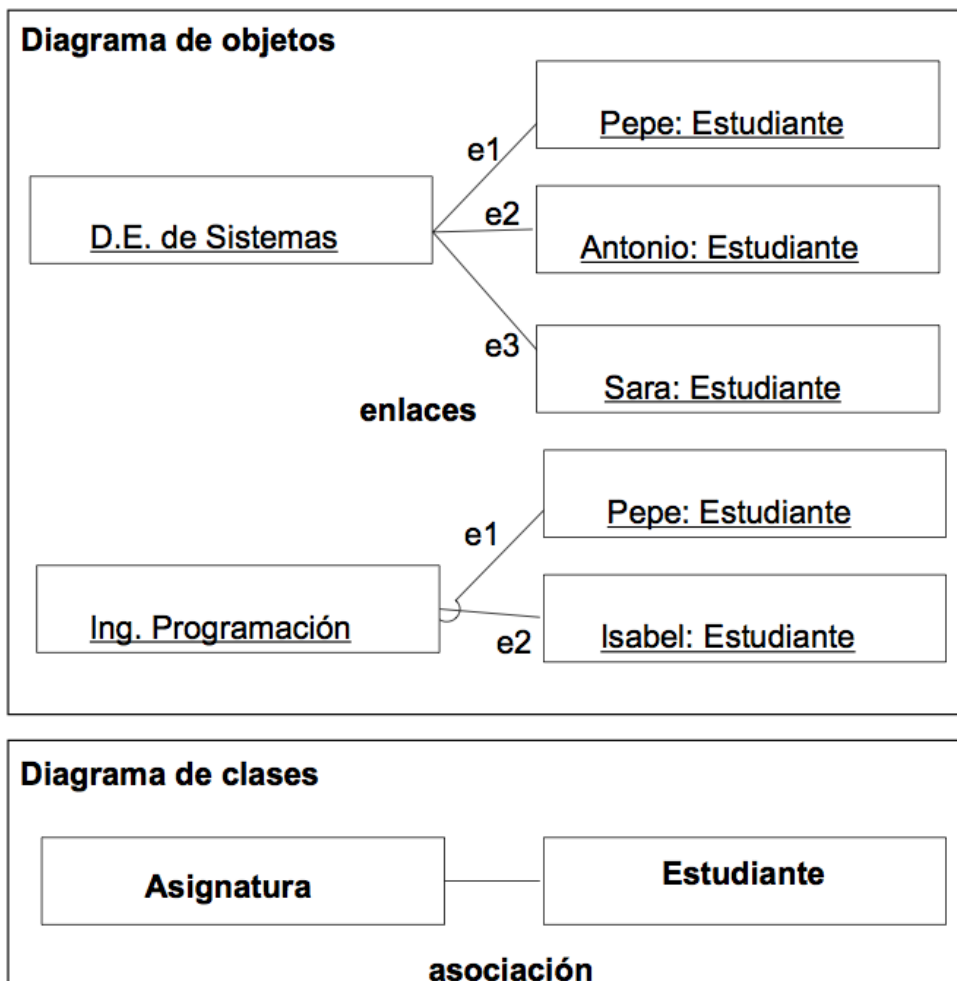 Diagrama de objetos
Pepe: Estudiante
e1
D.E. de Sistemas
e2
Antonio: Estudiante
e3
Sara: Estudiante
enlaces
Pepe: Estudiante
e1
Ing. Programación
e2
Isabel: Estudiante
Diagrama de clases
Asignatura
Estudiante
asociación